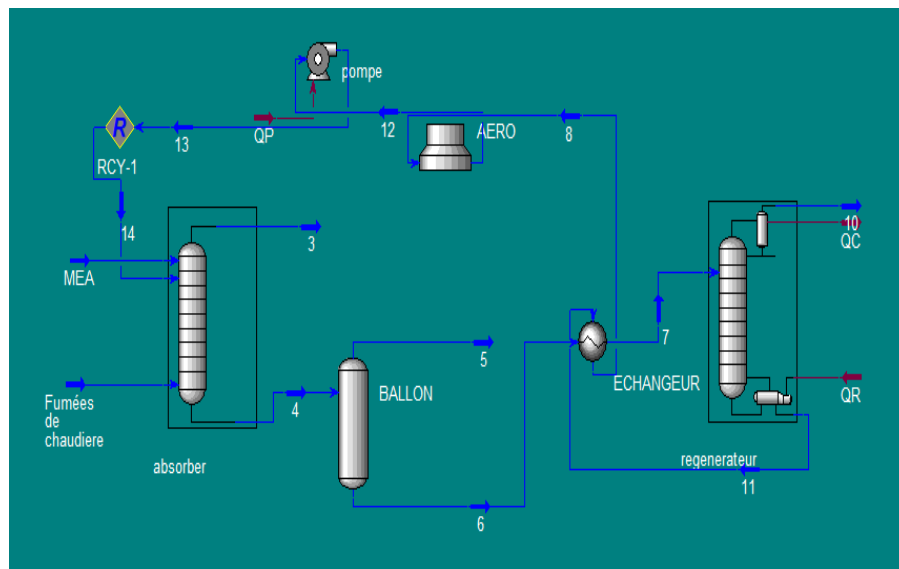 pompe
12
AERO
8
R
13
QP
RCY-1
10
QC
14
3
MEA
7
5
ECHANGEUR
BALLON
4
QR
Fumées
de
chaudiere
regenerateur
absorber
11
6